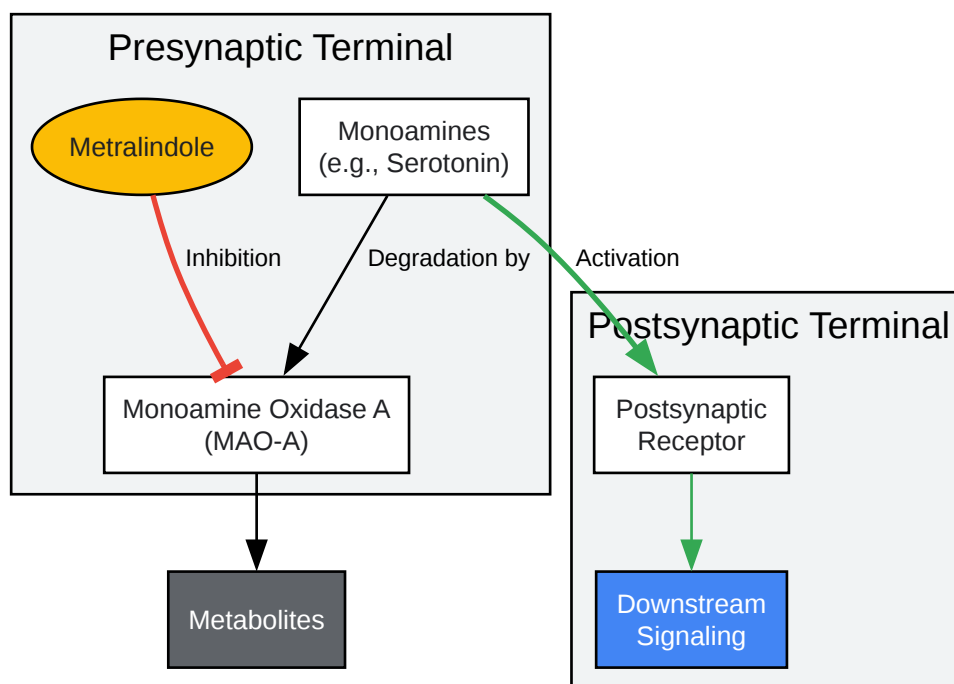 Presynaptic Terminal
Metralindole
Monoamines
(e.g., Serotonin)
Inhibition
Degradation by
Activation
Postsynaptic Terminal
Monoamine Oxidase A
(MAO-A)
Postsynaptic
Receptor
Metabolites
Downstream
Signaling